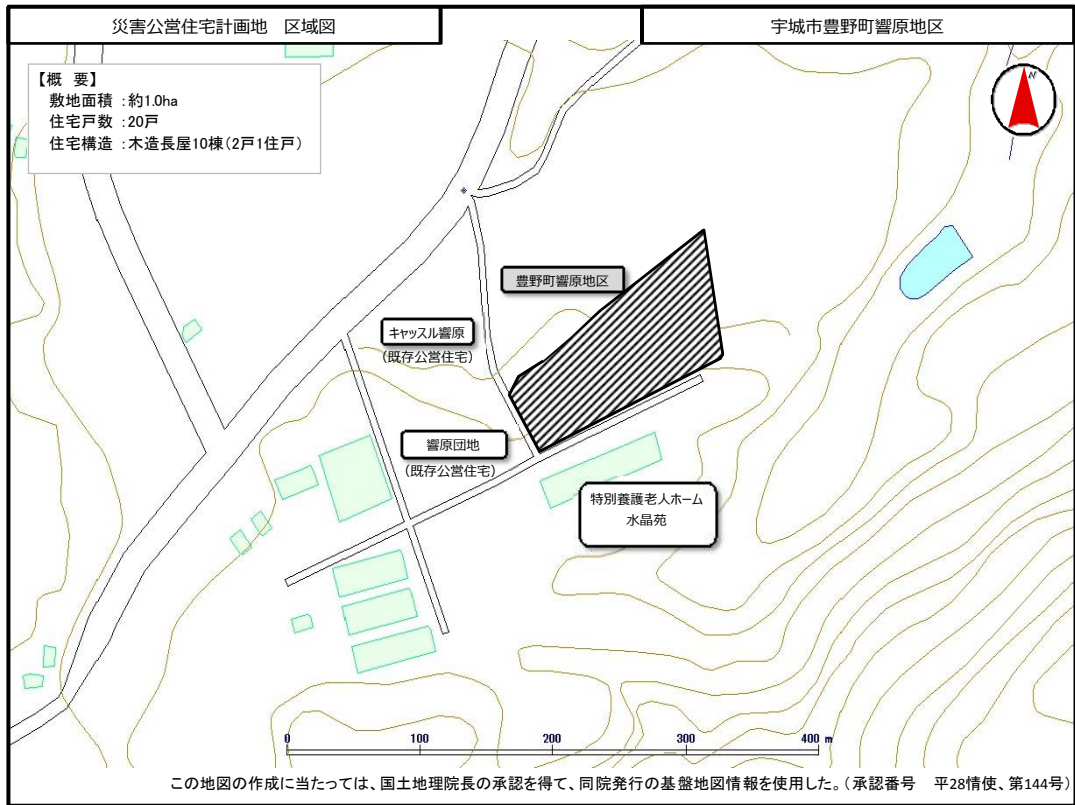 災害公営住宅計画地　区域図
宇城市豊野町響原地区
【概　要】
敷地面積 ：約1.0ha
住宅戸数 ：20戸
住宅構造 ：木造長屋10棟（2戸1住戸）
N
豊野町響原地区
キャッスル響原
（既存公営住宅）
響原団地
（既存公営住宅）
特別養護老人ホーム
水晶苑
0 100 200 300 400 m
この地図の作成に当たっては、国土地理院長の承認を得て、同院発行の基盤地図情報を使用した。（承認番号　平28情使、第144号）